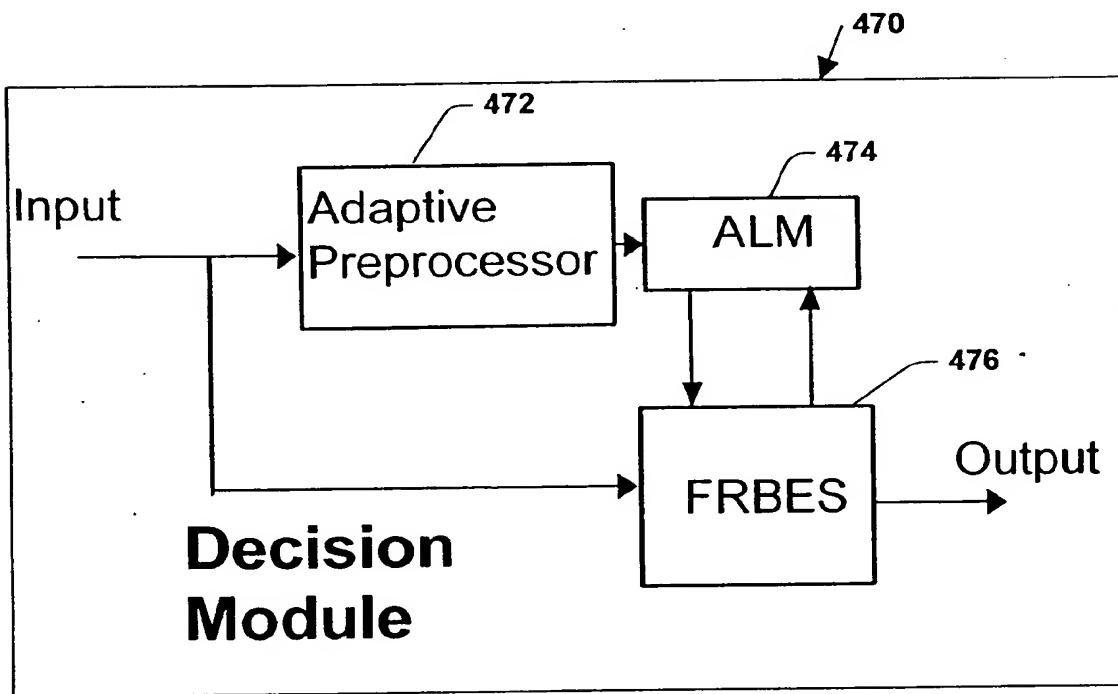 470
472
474
Input
Adaptive
Preprocessor
ALM
476
FRBES
Output
Decision
Module